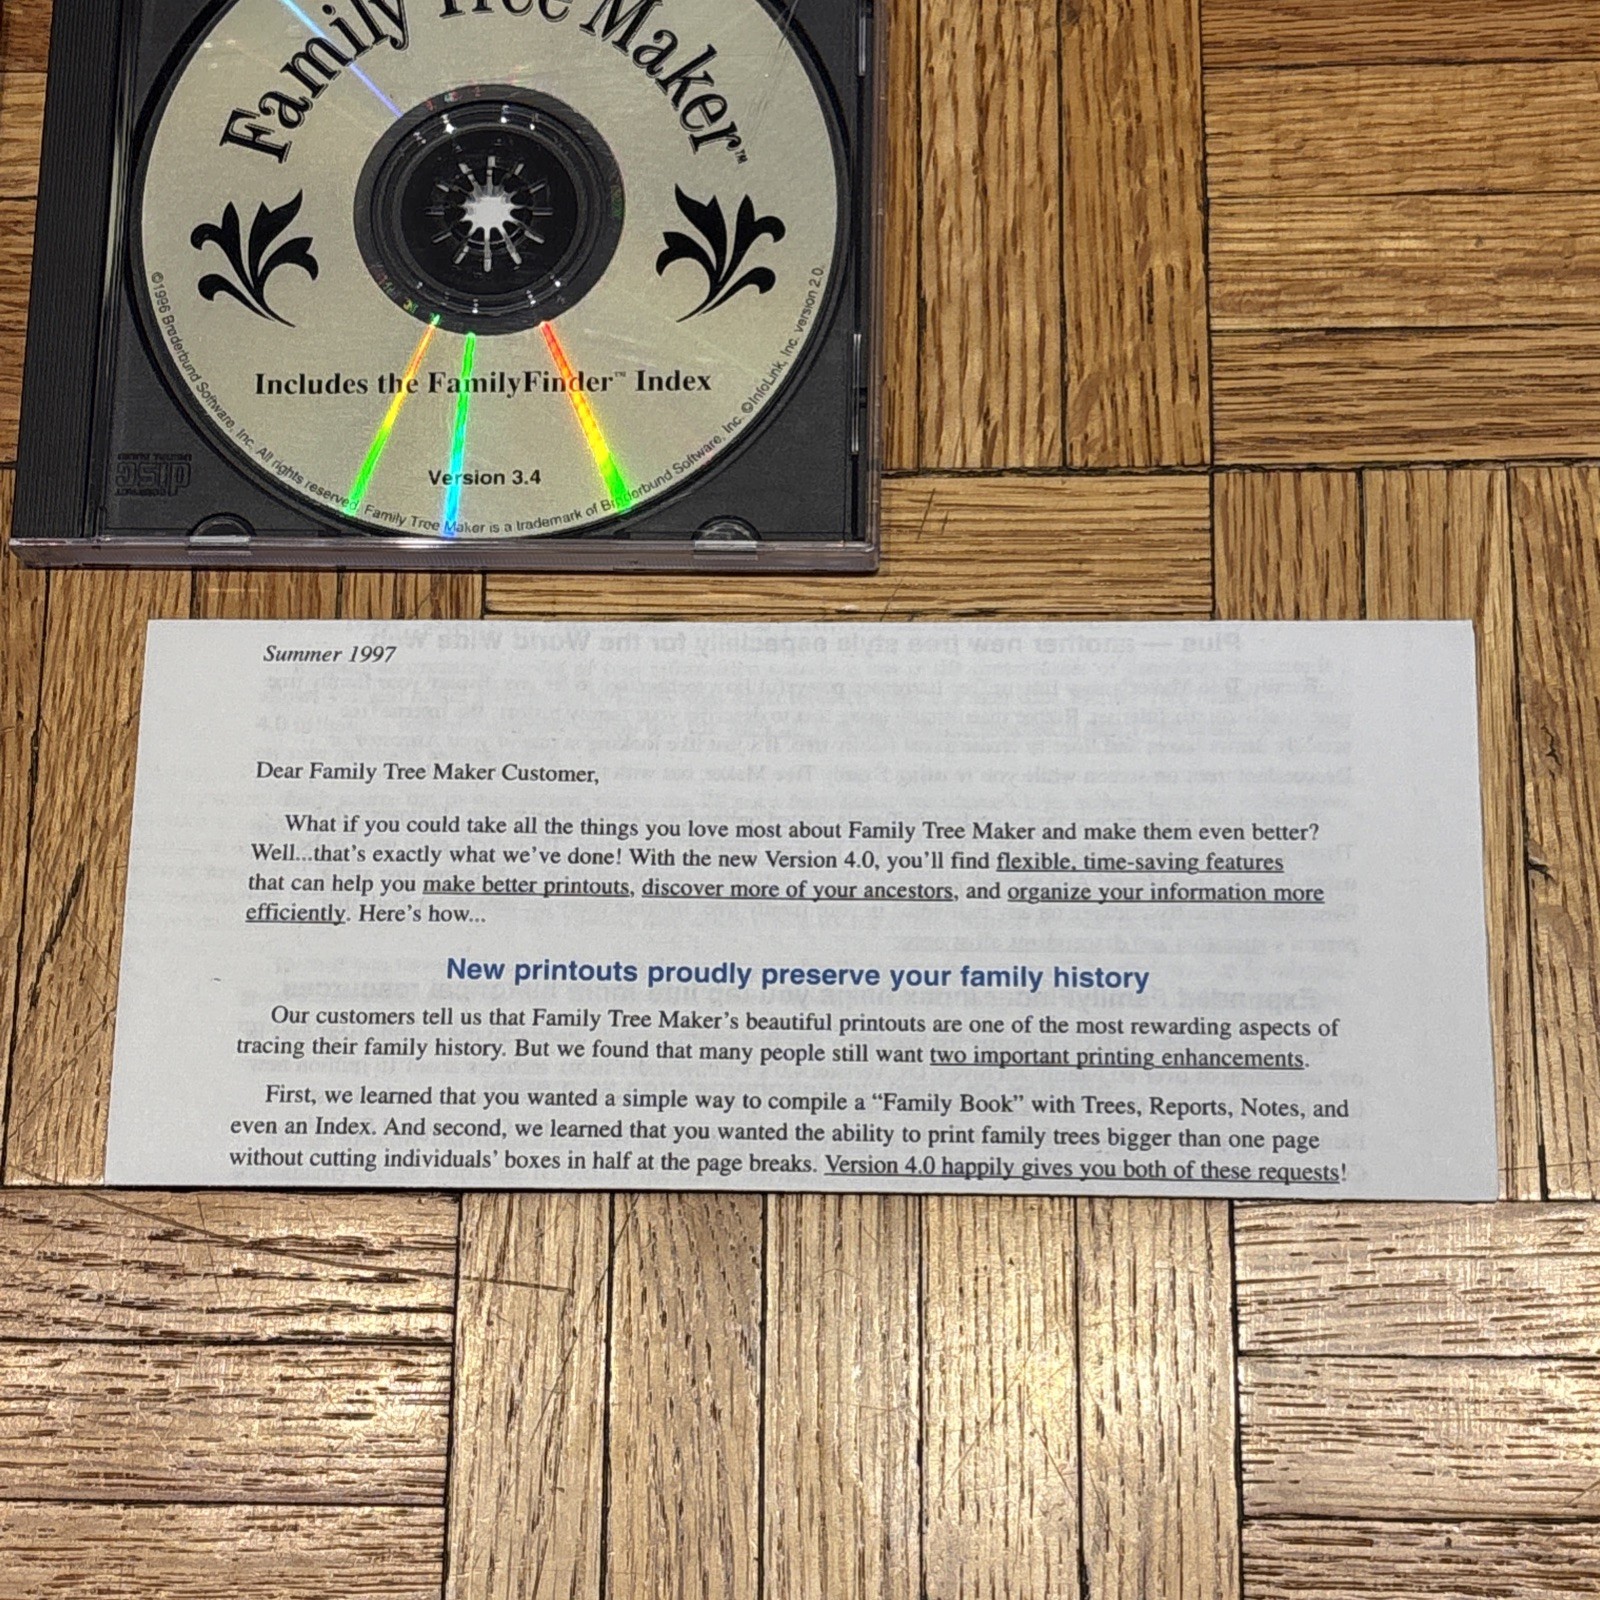 Family Tree Maker™
Includes the FamilyFinder™ Index
Version 3.4
©1996 Brøderbund Software, Inc. All rights reserved. Family Tree Maker is a trademark of Brøderbund Software, Inc. ©InfoLink, Inc. version 2.0.
COMPACT
disc
DIGITAL AUDIO
Summer 1997
Dear Family Tree Maker Customer,
What if you could take all the things you love most about Family Tree Maker and make them even better?
Well...that's exactly what we've done! With the new Version 4.0, you'll find flexible, time-saving features
that can help you make better printouts, discover more of your ancestors, and organize your information more
efficiently. Here's how...
New printouts proudly preserve your family history
Our customers tell us that Family Tree Maker's beautiful printouts are one of the most rewarding aspects of
tracing their family history. But we found that many people still want two important printing enhancements.
First, we learned that you wanted a simple way to compile a “Family Book” with Trees, Reports, Notes, and
even an Index. And second, we learned that you wanted the ability to print family trees bigger than one page
without cutting individuals' boxes in half at the page breaks. Version 4.0 happily gives you both of these requests!